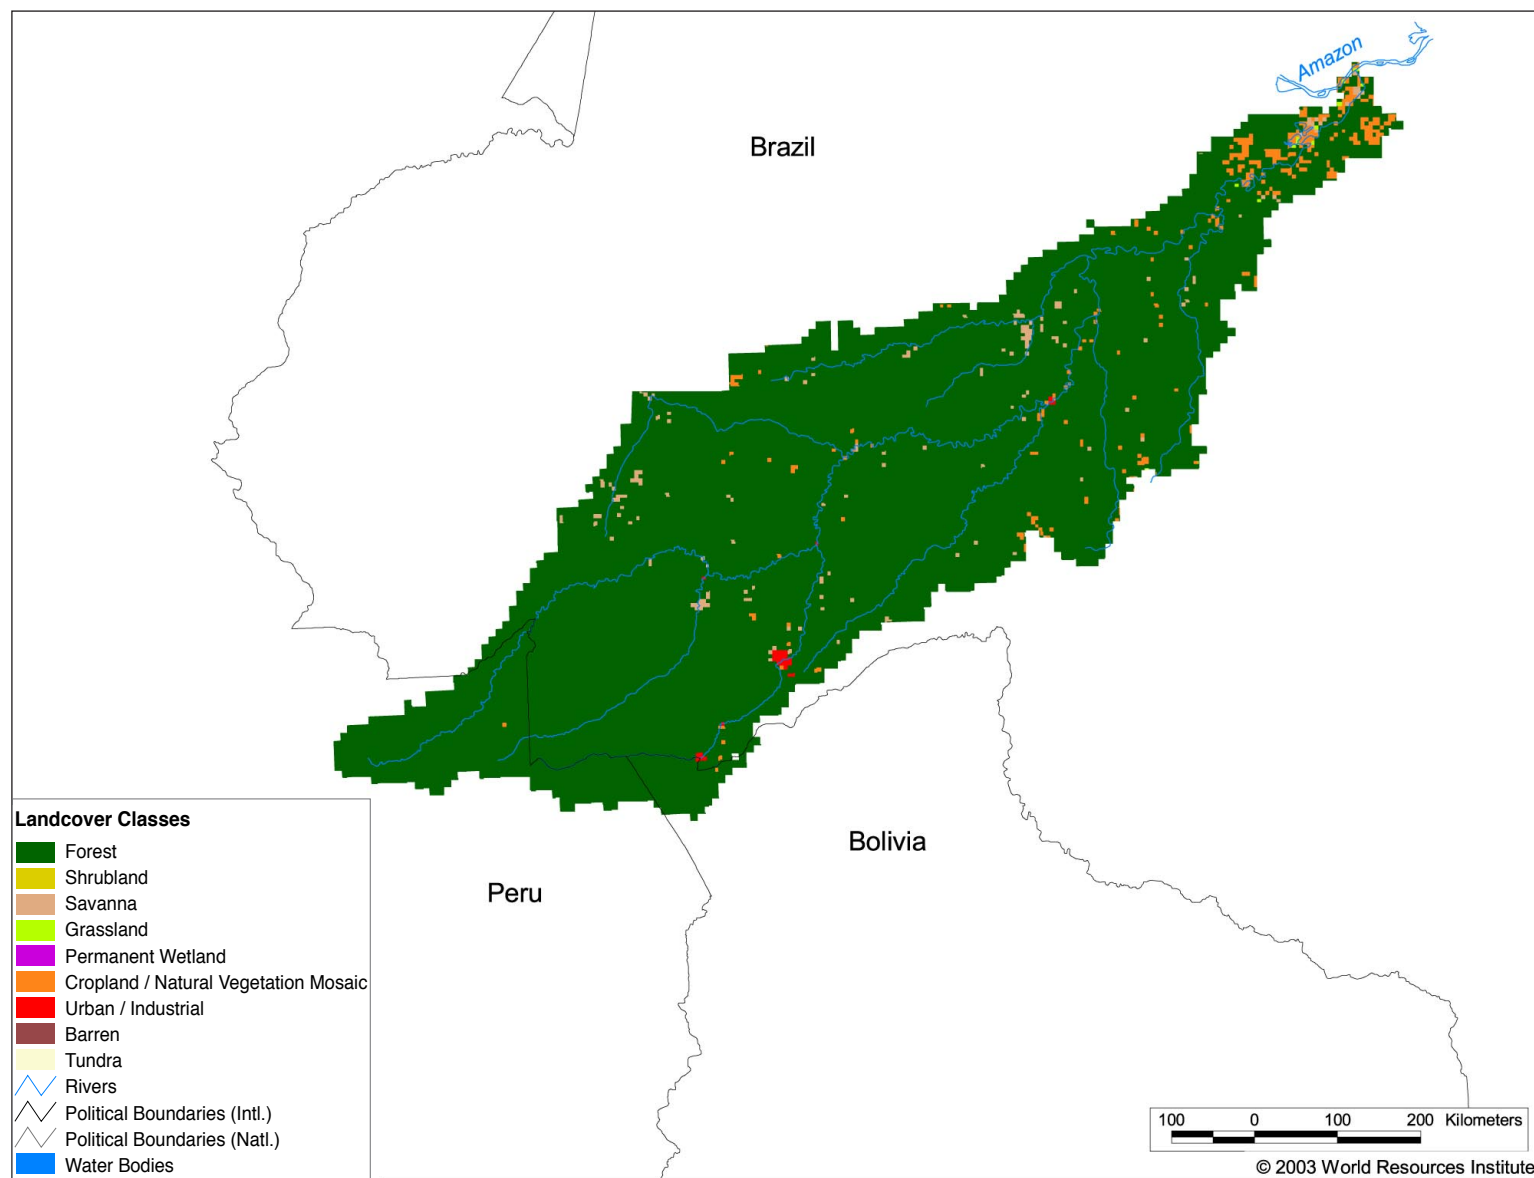 Amazon
Brazil
Bolivia
Peru
Landcover Classes
Forest
Shrubland
Savanna
Grassland
Permanent Wetland
Cropland / Natural Vegetation Mosaic
Urban / Industrial
Barren
Tundra
Rivers
Political Boundaries (Intl.)
Political Boundaries (Natl.)
Water Bodies
100 0 100 200 Kilometers
© 2003 World Resources Institute